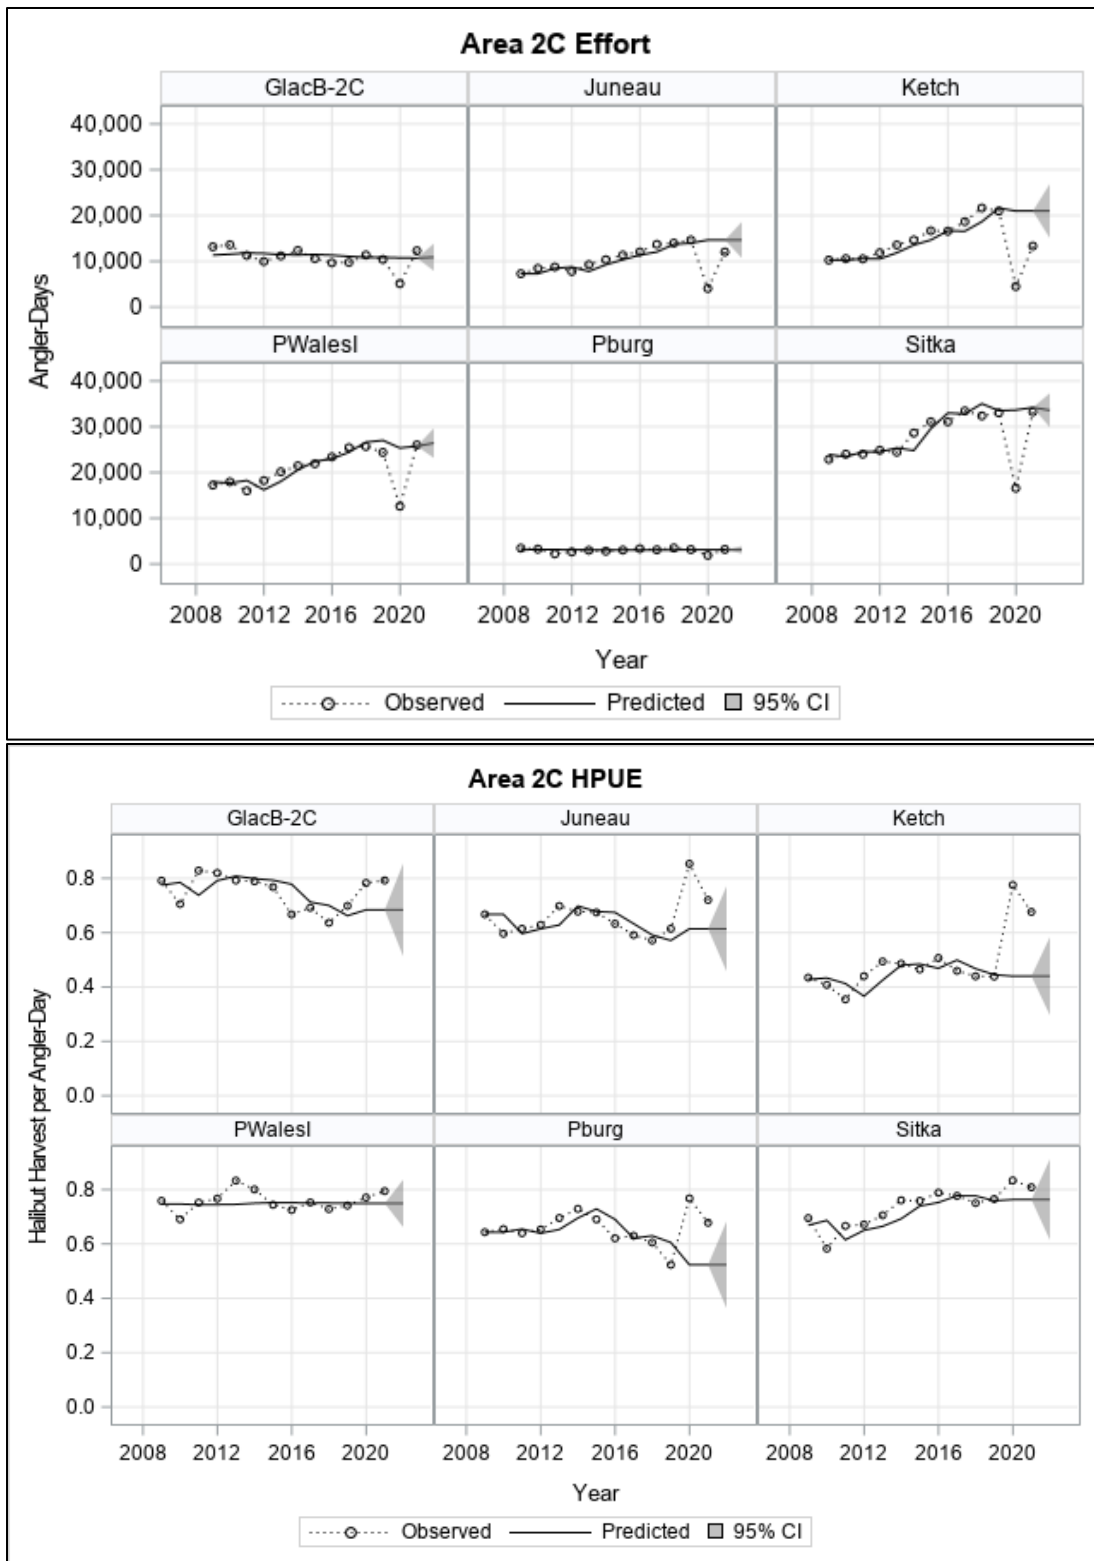 Area 2C Effort
GlacB-2C Juneau Ketch
40,000
30,000
20,000
10,000
0
Angler-Days
PWalesI Pburg Sitka
40,000
30,000
20,000
10,000
0
2008 2012 2016 2020 2008 2012 2016 2020 2008 2012 2016 2020
Year
Observed Predicted 95% CI
Area 2C HPUE
GlacB-2C Juneau Ketch
0.8
0.6
0.4
0.2
0.0
Halibut Harvest per Angler-Day
PWalesI Pburg Sitka
0.8
0.6
0.4
0.2
0.0
2008 2012 2016 2020 2008 2012 2016 2020 2008 2012 2016 2020
Year
Observed Predicted 95% CI